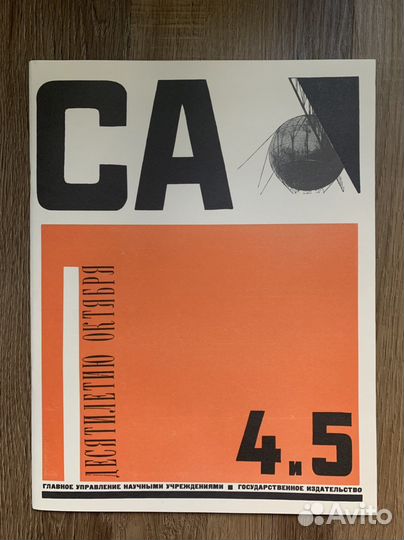 СА
ДЕСЯТИЛЕТИЮ ОКТЯБРЯ
4 и 5
ГЛАВНОЕ УПРАВЛЕНИЕ НАУЧНЫМИ УЧРЕЖДЕНИЯМИ ■ ГОСУДАРСТВЕННОЕ ИЗДАТЕЛЬСТВО
Avito